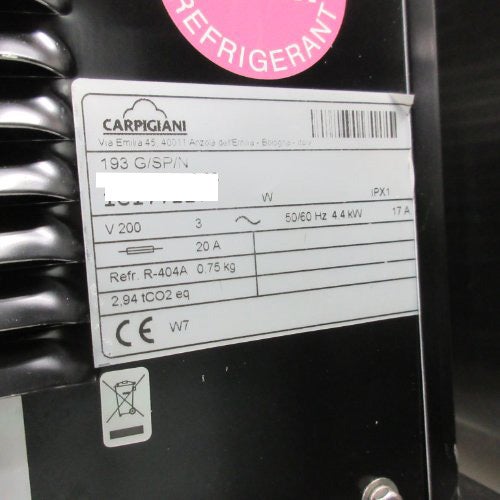 REFRIGERANT
CARPIGIANI
Via Emilia 45, 40011 Anzola dell'Emilia - Bologna - Italy
193 G/SP/N
W IPX1
V 200 3 ~ 50/60 Hz 4.4 kW 17 A
20 A
Refr. R-404A 0.75 kg
2,94 tCO2 eq
CE W7